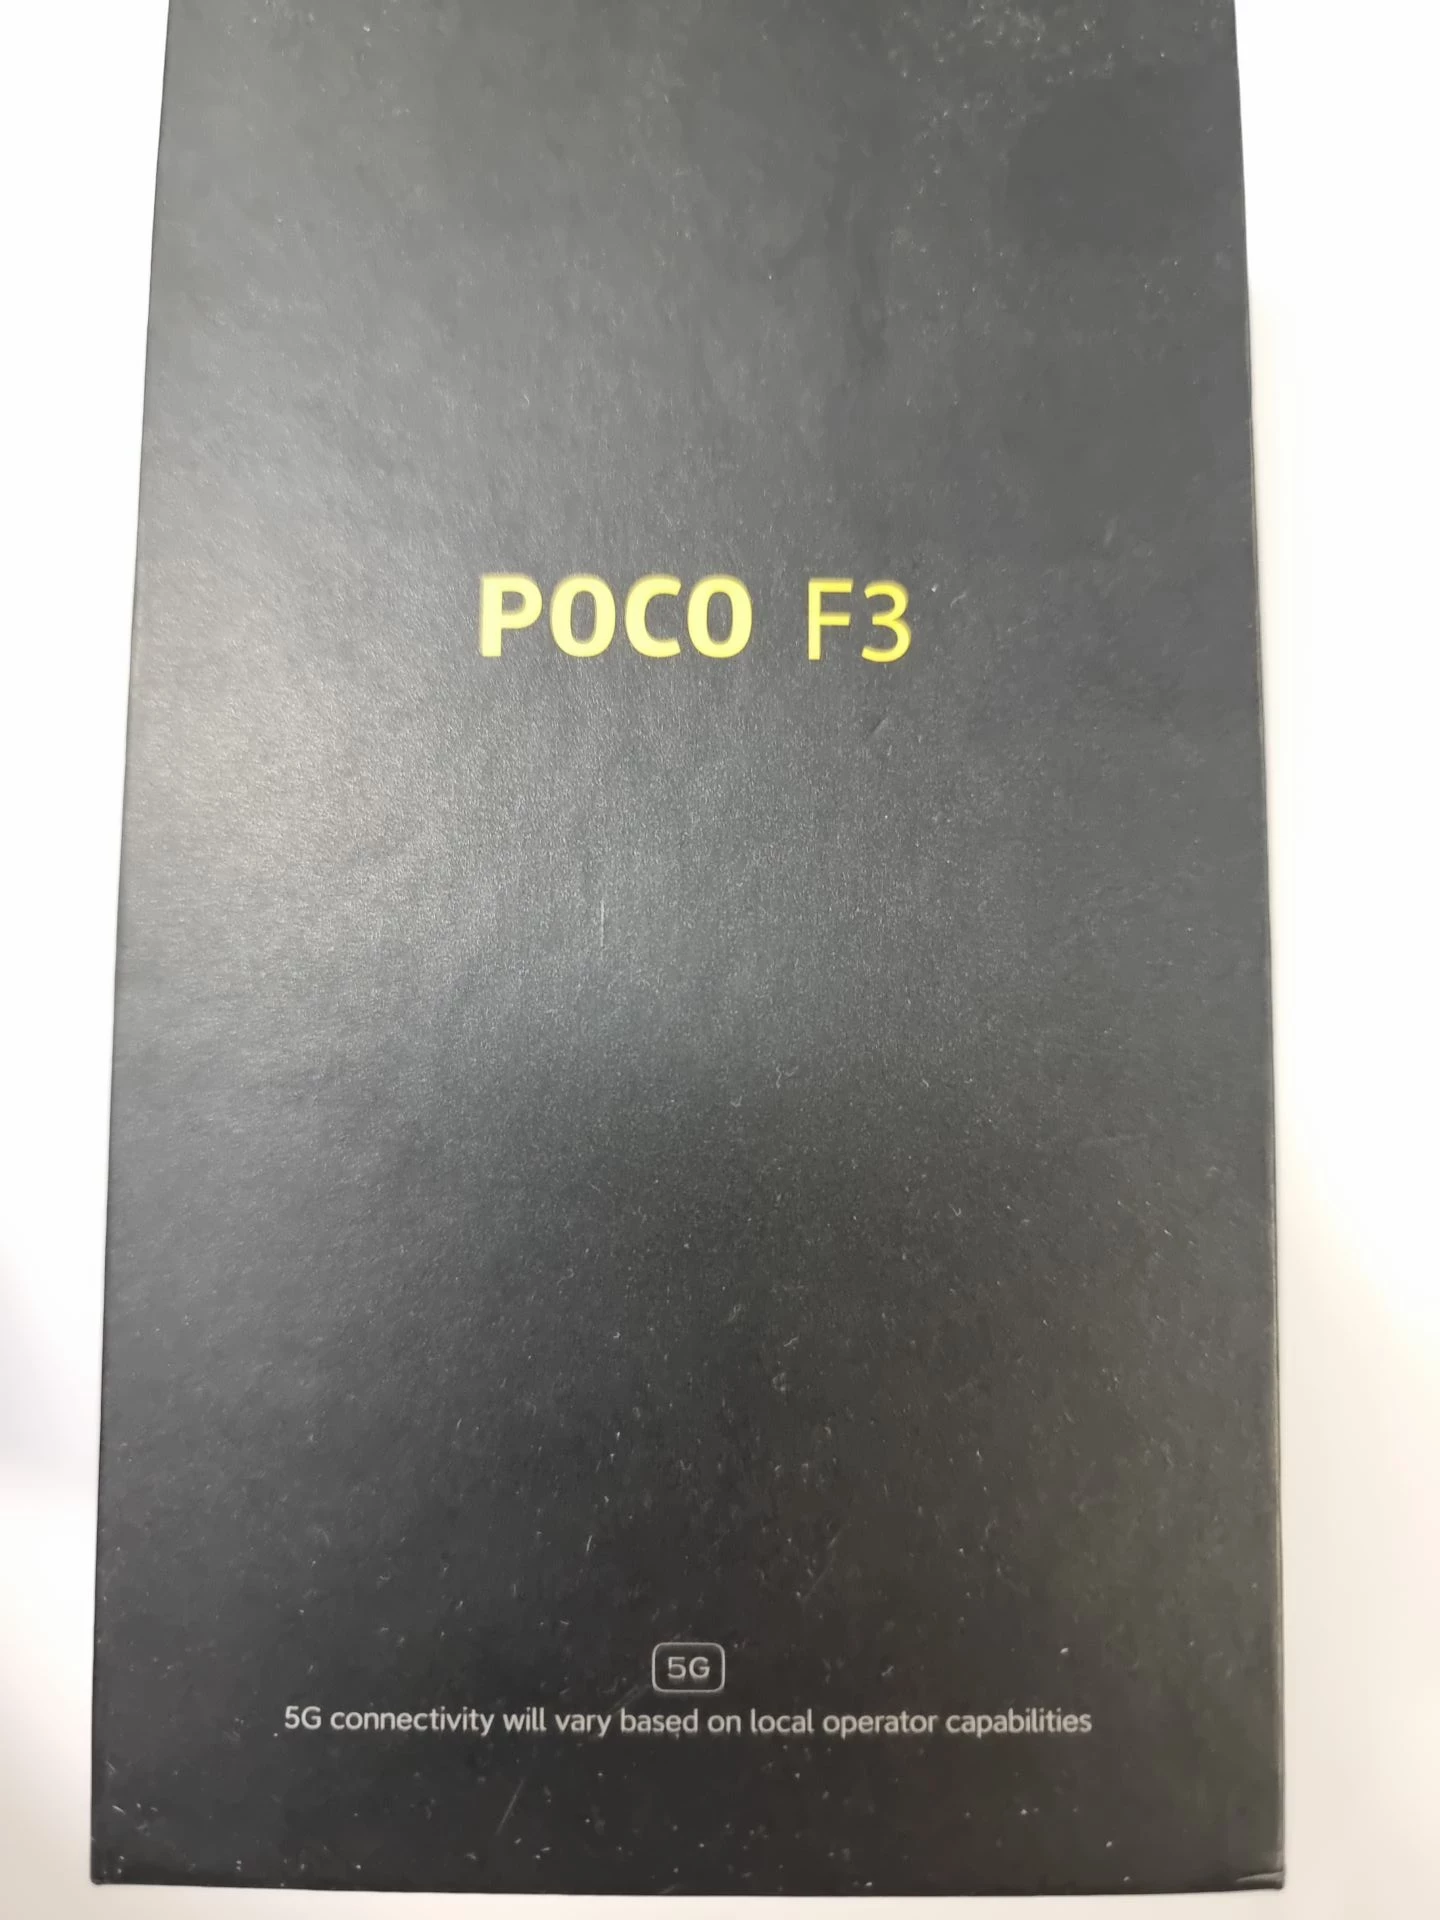 POCO F3
5G
5G connectivity will vary based on local operator capabilities